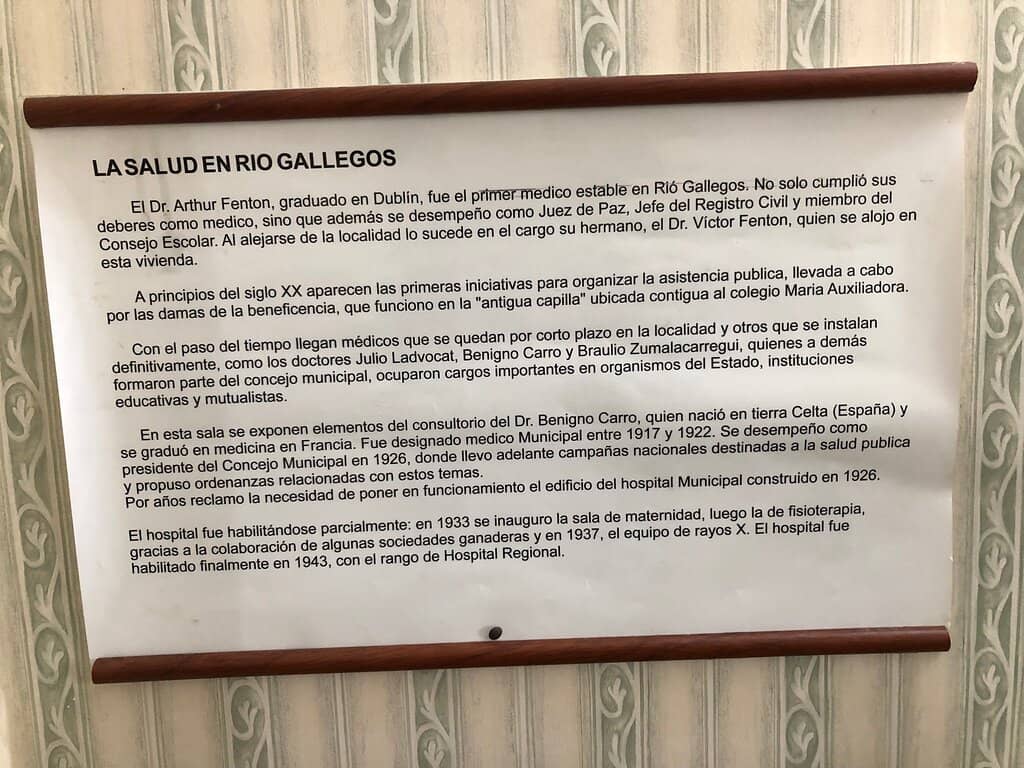 LA SALUD EN RIO GALLEGOS
El Dr. Arthur Fenton, graduado en Dublín, fue el primer medico estable en Rió Gallegos. No solo cumplió sus
deberes como medico, sino que además se desempeño como Juez de Paz, Jefe del Registro Civil y miembro del
Consejo Escolar. Al alejarse de la localidad lo sucede en el cargo su hermano, el Dr. Víctor Fenton, quien se alojo en
esta vivienda.
A principios del siglo XX aparecen las primeras iniciativas para organizar la asistencia publica, llevada a cabo
por las damas de la beneficencia, que funciono en la "antigua capilla" ubicada contigua al colegio Maria Auxiliadora.
Con el paso del tiempo llegan médicos que se quedan por corto plazo en la localidad y otros que se instalan
definitivamente, como los doctores Julio Ladvocat, Benigno Carro y Braulio Zumalacarregui, quienes a demás
formaron parte del concejo municipal, ocuparon cargos importantes en organismos del Estado, instituciones
educativas y mutualistas.
En esta sala se exponen elementos del consultorio del Dr. Benigno Carro, quien nació en tierra Celta (España) y
se graduó en medicina en Francia. Fue designado medico Municipal entre 1917 y 1922. Se desempeño como
presidente del Concejo Municipal en 1926, donde llevo adelante campañas nacionales destinadas a la salud publica
y propuso ordenanzas relacionadas con estos temas.
Por años reclamo la necesidad de poner en funcionamiento el edificio del hospital Municipal construido en 1926.
El hospital fue habilitándose parcialmente: en 1933 se inauguro la sala de maternidad, luego la de fisioterapia,
gracias a la colaboración de algunas sociedades ganaderas y en 1937, el equipo de rayos X. El hospital fue
habilitado finalmente en 1943, con el rango de Hospital Regional.